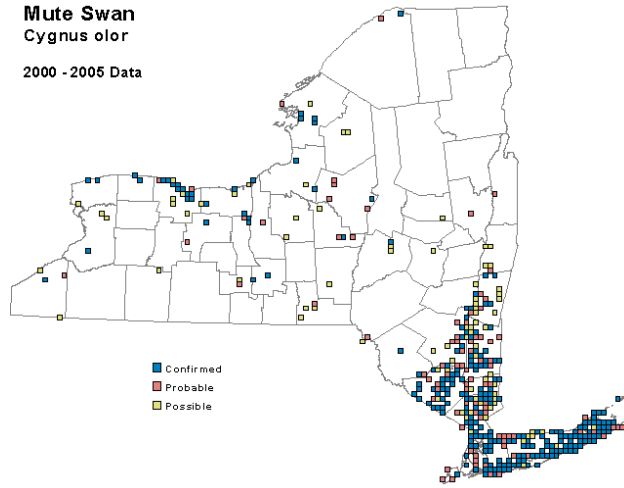 Mute Swan
Cygnus olor
2000 - 2005 Data
Confirmed
Probable
Possible